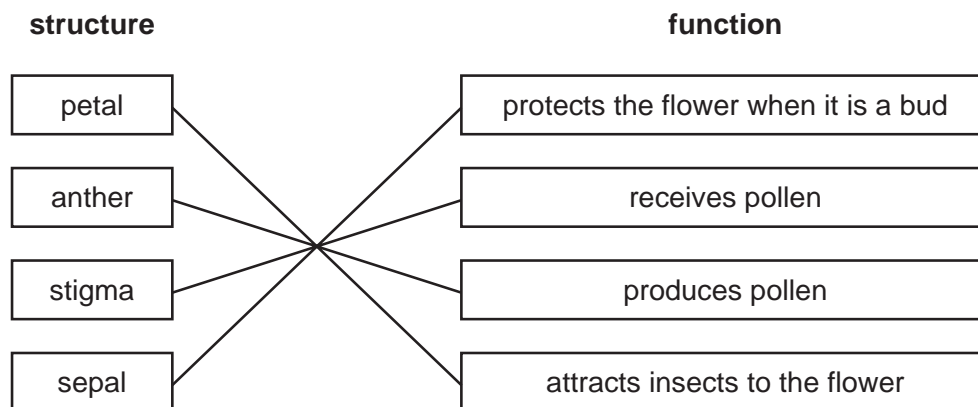 structure function
petal protects the flower when it is a bud
anther receives pollen
stigma produces pollen
sepal attracts insects to the flower